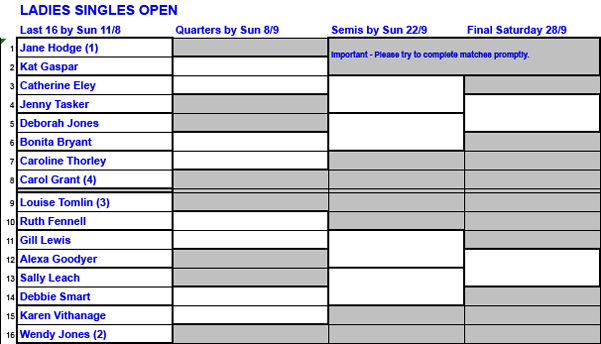 LADIES SINGLES OPEN
Last 16 by Sun 11/8 Quarters by Sun 8/9 Semis by Sun 22/9 Final Saturday 28/9
1 Jane Hodge (1)
Important - Please try to complete matches promptly.
2 Kat Gaspar
3 Catherine Eley
4 Jenny Tasker
5 Deborah Jones
6 Bonita Bryant
7 Caroline Thorley
8 Carol Grant (4)
9 Louise Tomlin (3)
10 Ruth Fennell
11 Gill Lewis
12 Alexa Goodyer
13 Sally Leach
14 Debbie Smart
15 Karen Vithanage
16 Wendy Jones (2)